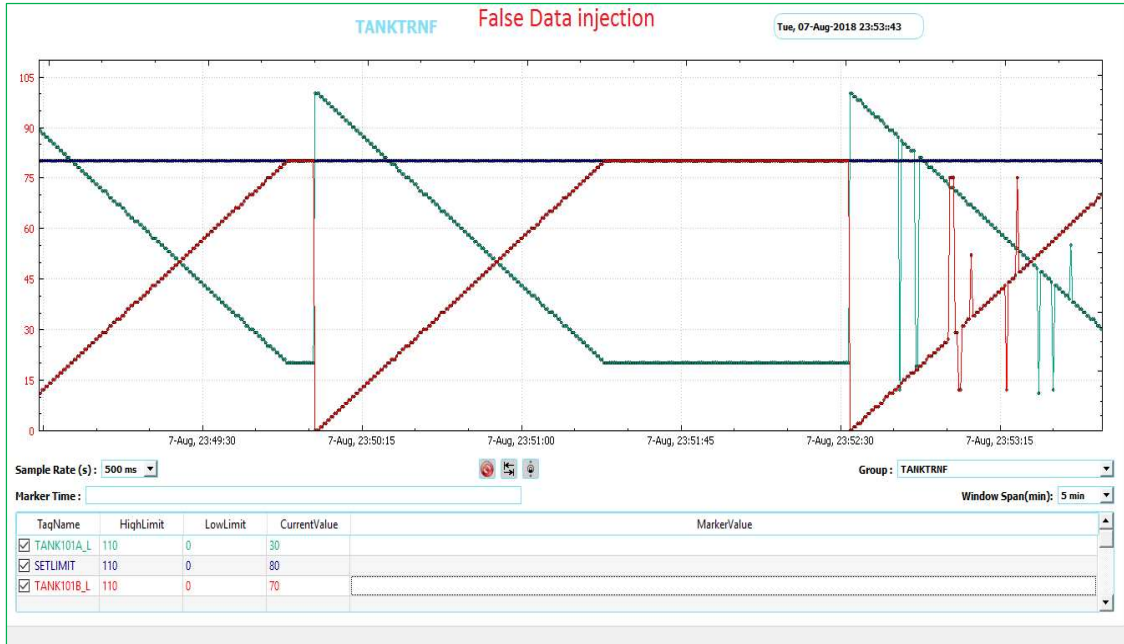 TANKTRNF False Data injection Tue, 07-Aug-2018 23:53::43
105
90
75
60
45
30
15
0
7-Aug, 23:49:30 7-Aug, 23:50:15 7-Aug, 23:51:00 7-Aug, 23:51:45 7-Aug, 23:52:30 7-Aug, 23:53:15
Sample Rate (s) : 500 ms Group : TANKTRNF
Marker Time : Window Span(min): 5 min
TagName HighLimit LowLimit CurrentValue MarkerValue
TANK101A_L 110 0 30
SETLIMIT 110 0 80
TANK101B_L 110 0 70